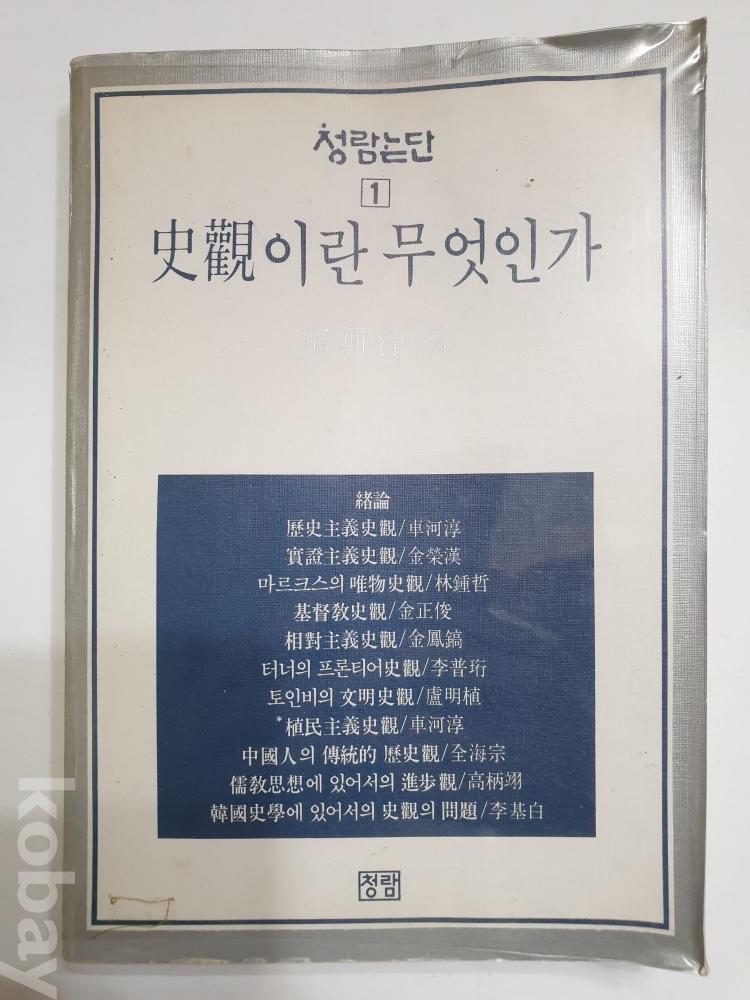 청람논단
1
史觀이란 무엇인가
車河淳 編
緖論
歷史主義史觀/車河淳
實證主義史觀/金榮漢
마르크스의 唯物史觀/林鍾哲
基督敎史觀/金正俊
相對主義史觀/金鳳鎬
터너의 프론티어史觀/李普珩
토인비의 文明史觀/盧明植
*植民主義史觀/車河淳
中國人의 傳統的 歷史觀/全海宗
儒敎思想에 있어서의 進步觀/高柄翊
韓國史學에 있어서의 史觀의 問題/李基白
청람
kobay